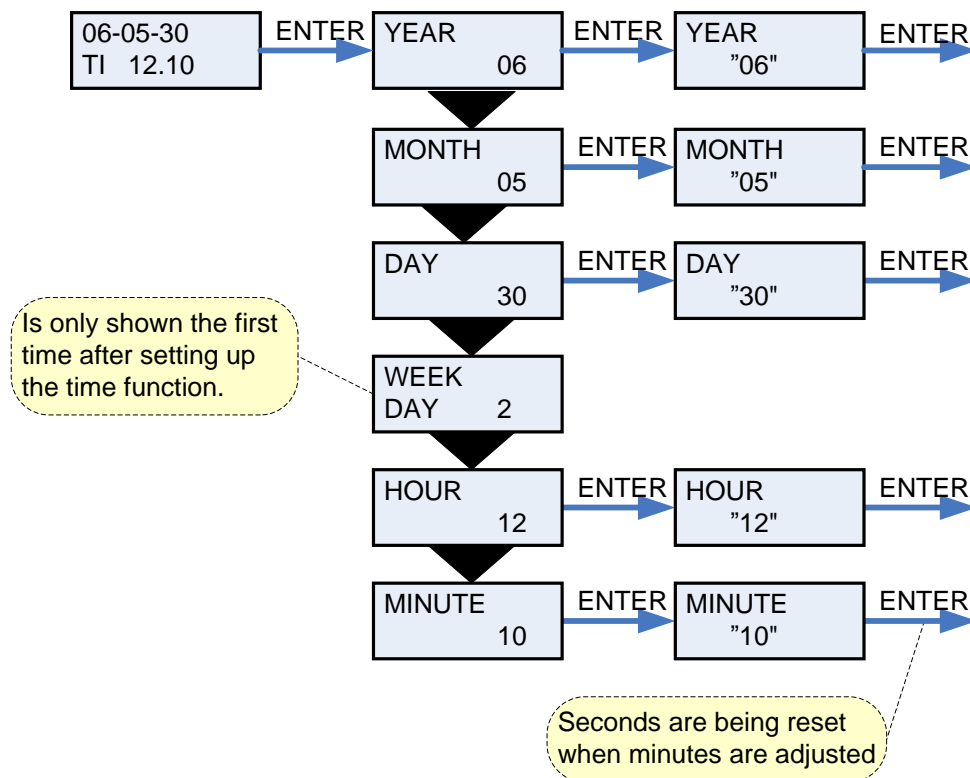 06-05-30
TI 12.10
ENTER
YEAR
06
ENTER
YEAR
”06"
ENTER
MONTH
05
ENTER
MONTH
”05"
ENTER
DAY
30
ENTER
DAY
”30"
ENTER
Is only shown the first
time after setting up
the time function.
WEEK
DAY 2
HOUR
12
ENTER
HOUR
”12"
ENTER
MINUTE
10
ENTER
MINUTE
”10"
ENTER
Seconds are being reset
when minutes are adjusted